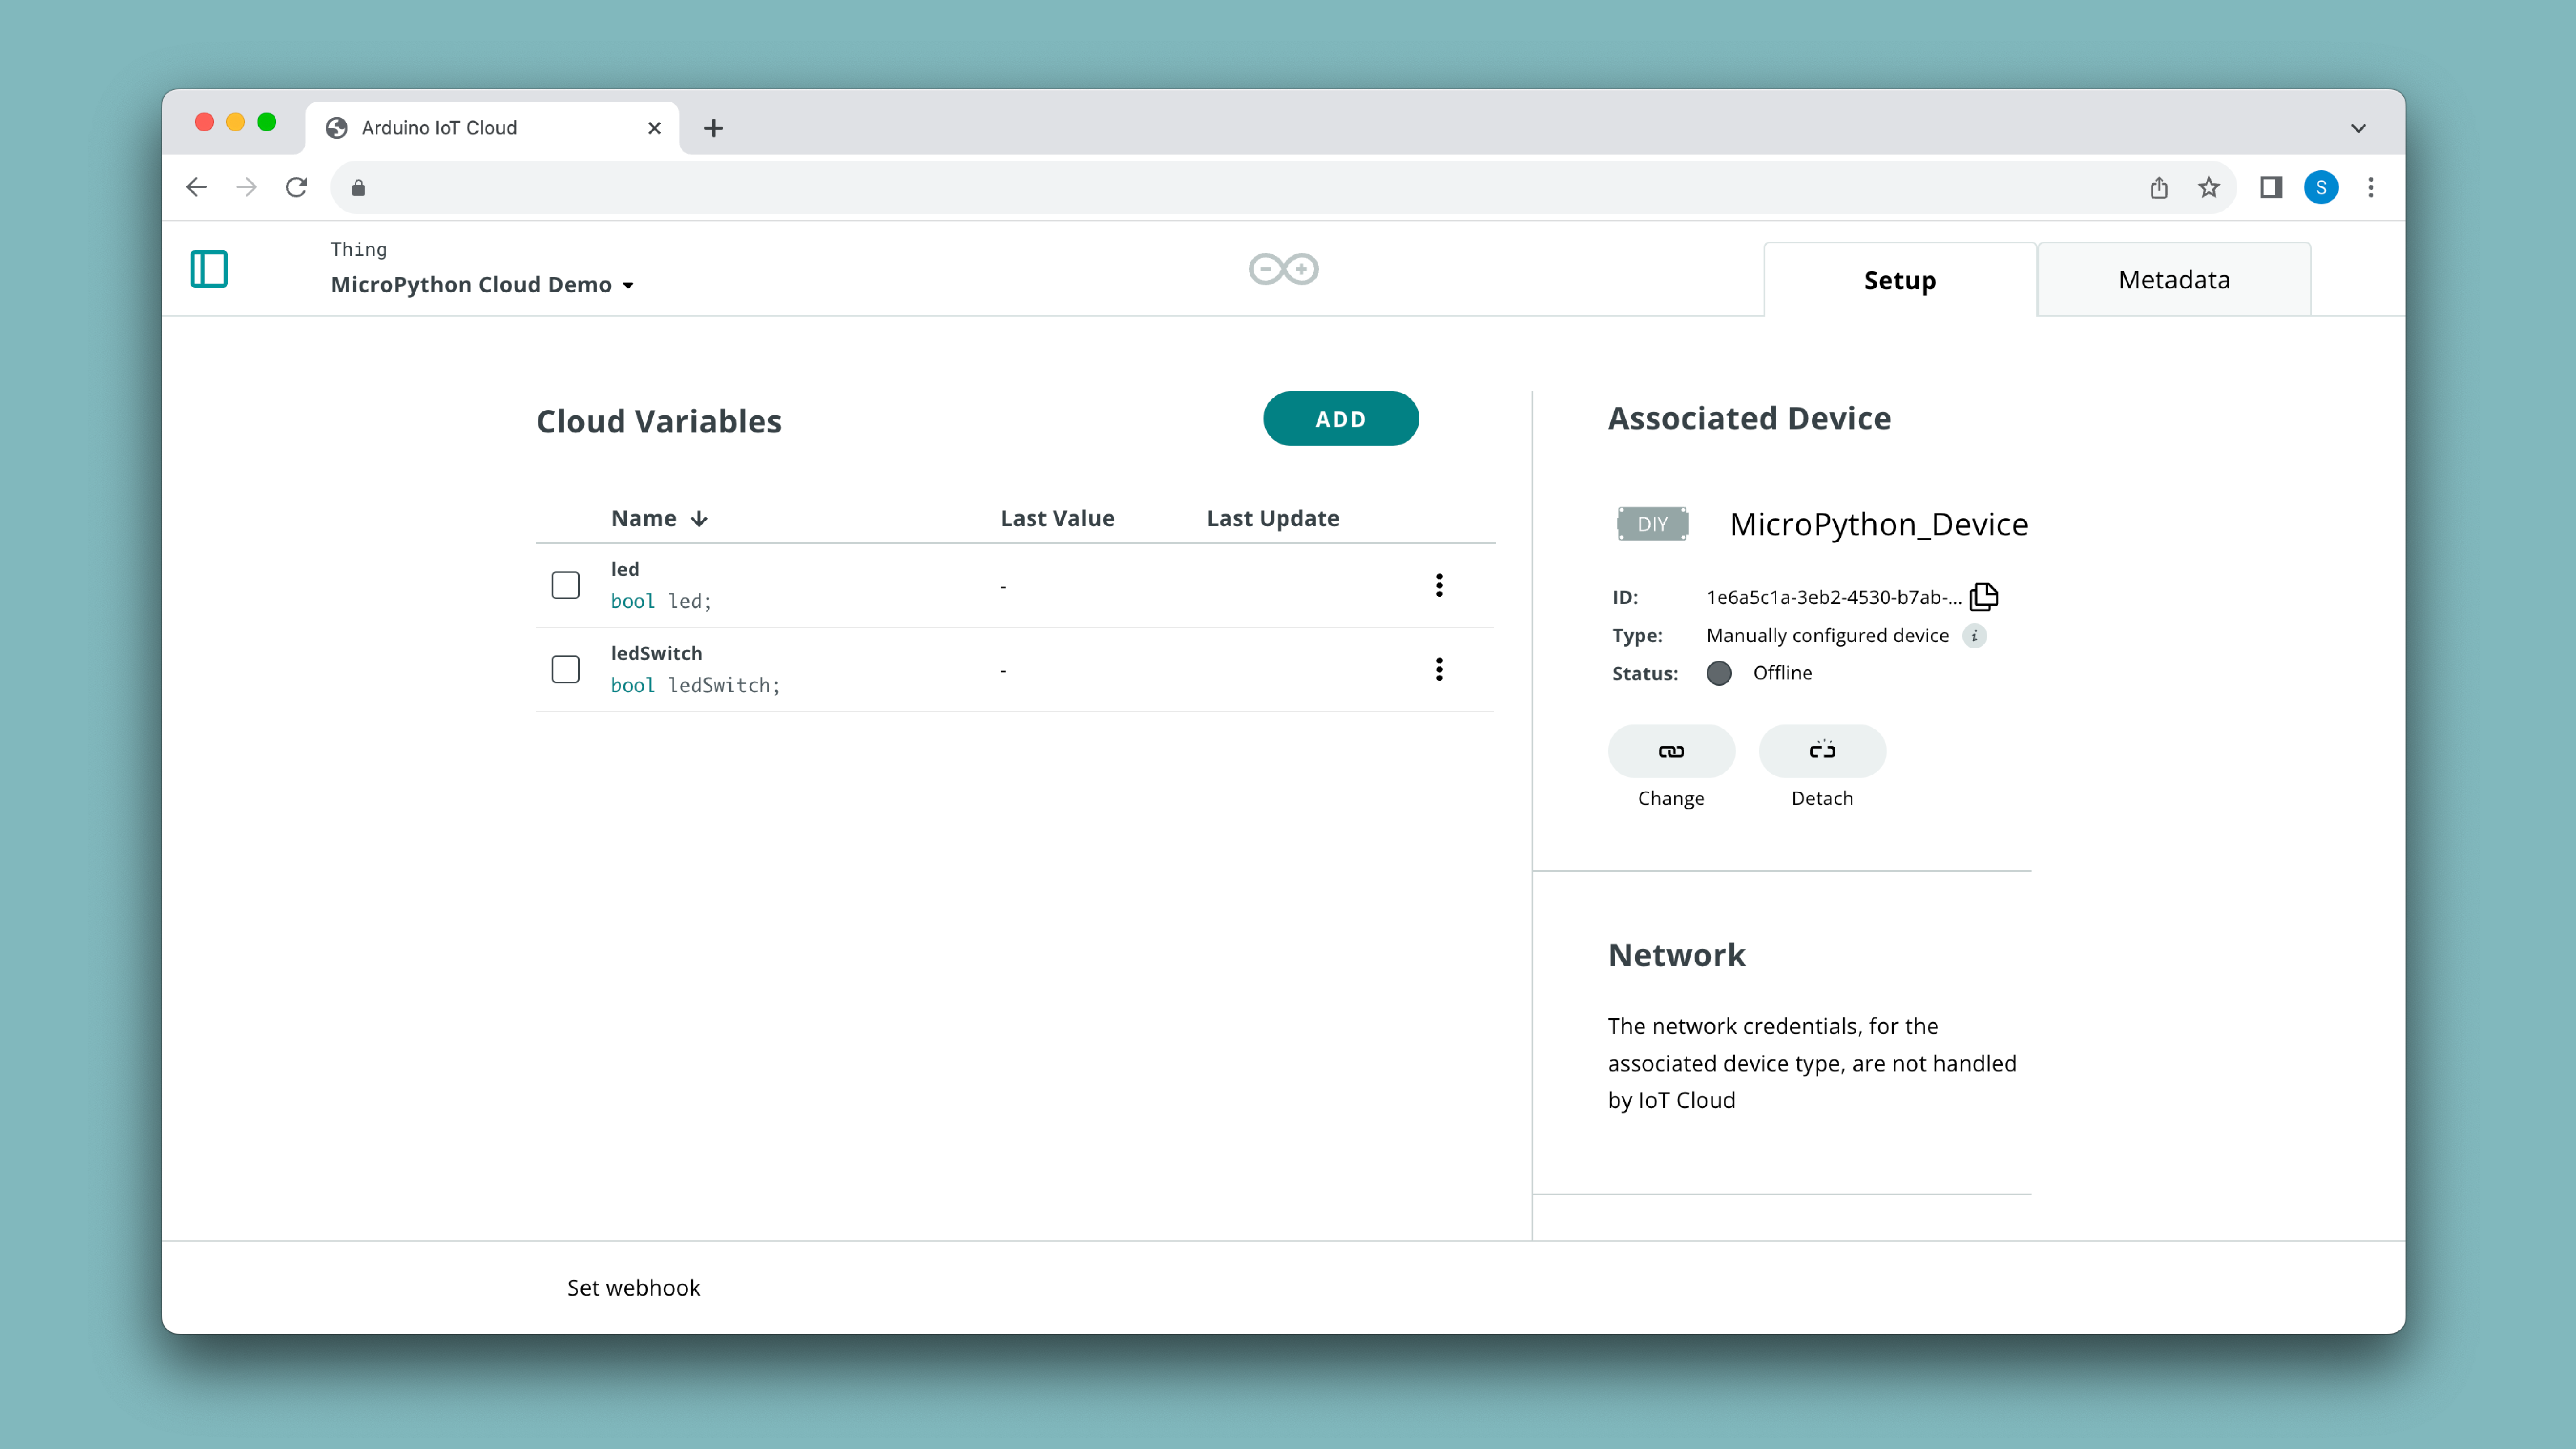 Arduino IoT Cloud
S
Thing
MicroPython Cloud Demo
Setup
Metadata
Cloud Variables
ADD
Name
Last Value
Last Update
led
bool led;
-
ledSwitch
bool ledSwitch;
-
Associated Device
DIY
MicroPython_Device
ID: 1e6a5c1a-3eb2-4530-b7ab-...
Type: Manually configured device i
Status: Offline
Change
Detach
Network
The network credentials, for the
associated device type, are not handled
by IoT Cloud
Set webhook